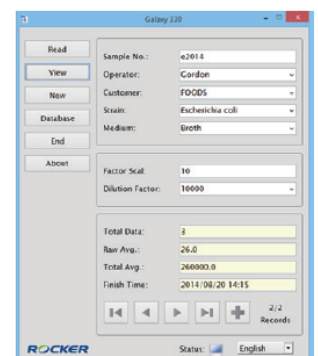 Galaxy 330
Read
View
New
Database
End
About
Sample No.: e2014
Operator: Gordon
Customer: FOODS
Strain: Escherichia coli
Medium: Broth
Factor Scal: 10
Dilution Factor: 10000
Total Data: 3
Raw Avg.: 26.0
Total Avg.: 260000.0
Finish Time: 2014/08/20 14:15
2/2
Records
ROCKER
Status: English